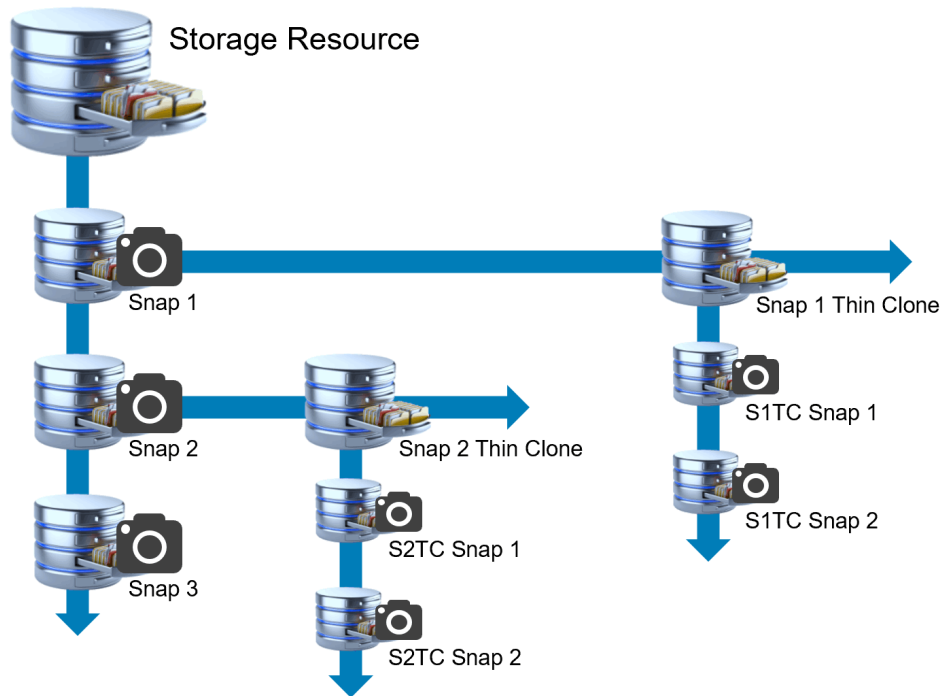 Storage Resource
Snap 1
Snap 1 Thin Clone
Snap 2
Snap 2 Thin Clone
S1TC Snap 1
S1TC Snap 2
Snap 3
S2TC Snap 1
S2TC Snap 2